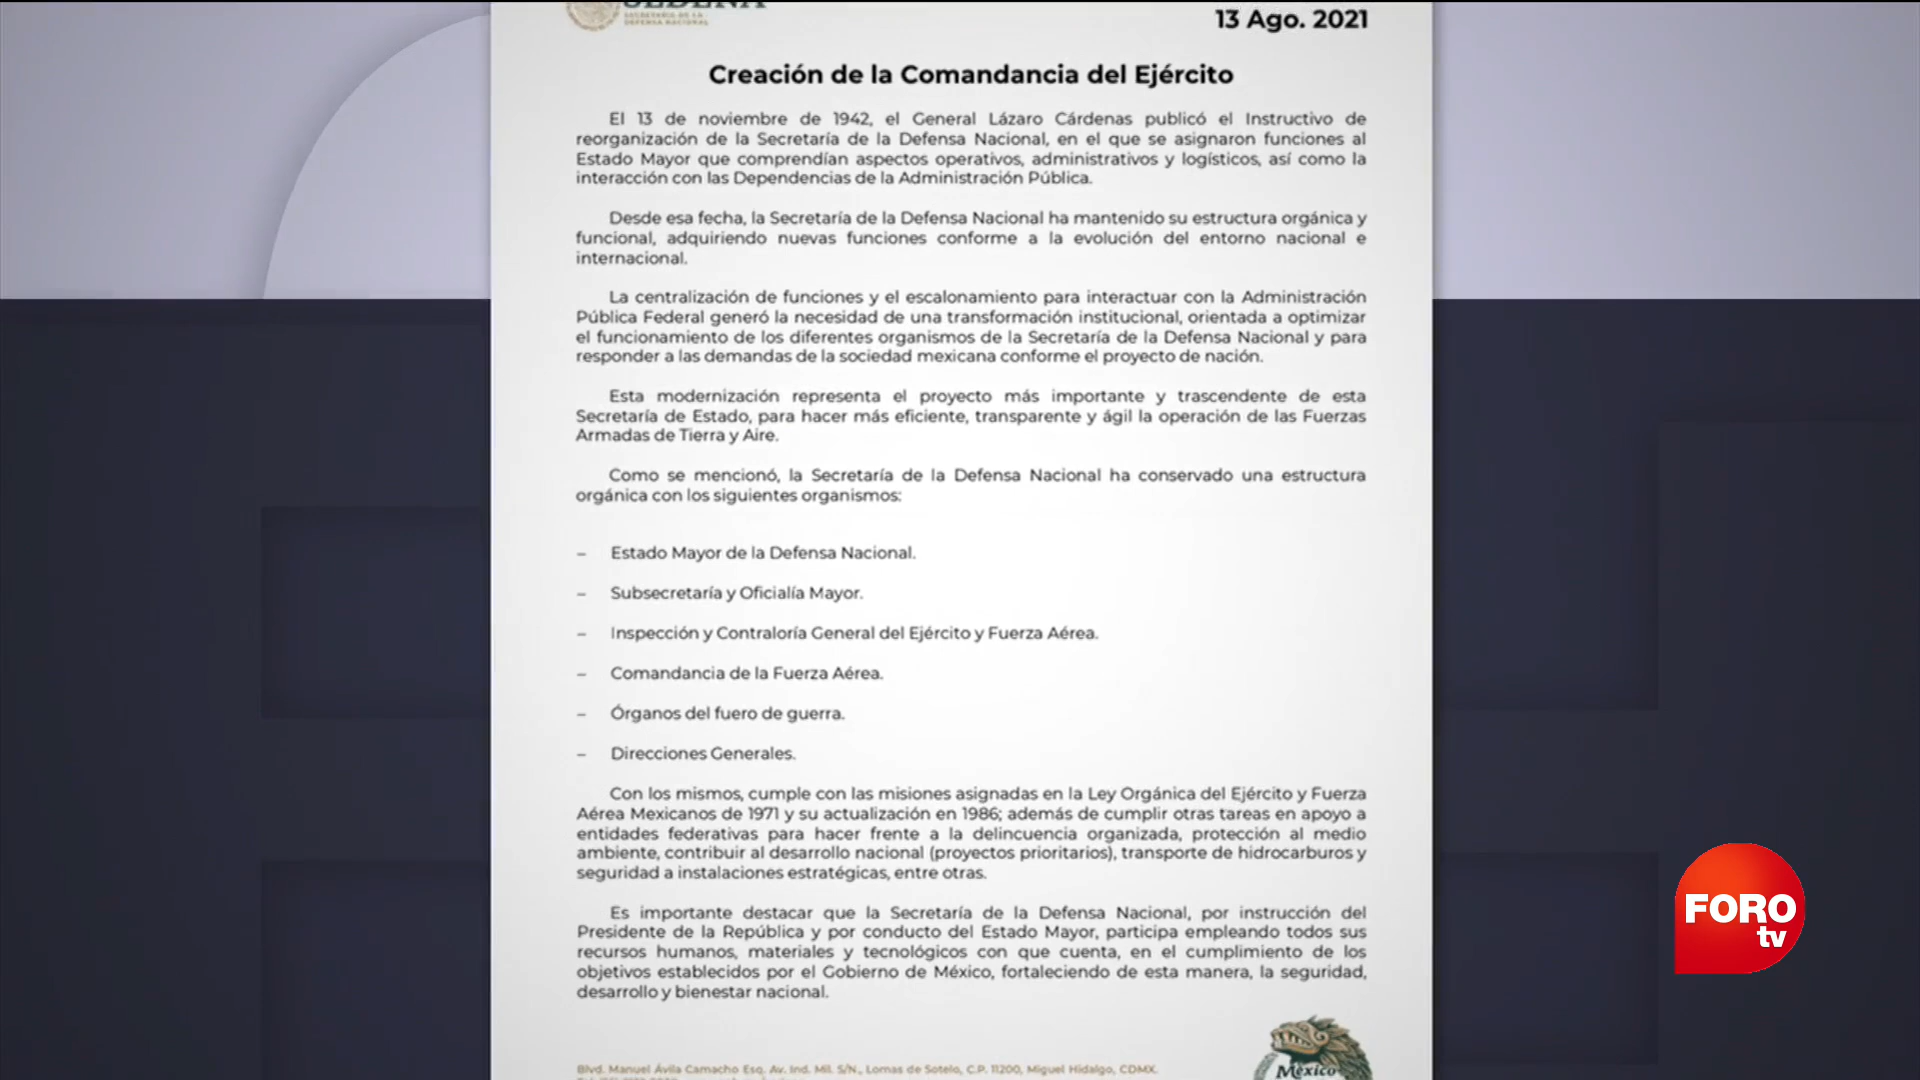 SEDENA
SECRETARÍA DE LA
DEFENSA NACIONAL
13 Ago. 2021
Creación de la Comandancia del Ejército
El 13 de noviembre de 1942, el General Lázaro Cárdenas publicó el Instructivo de
reorganización de la Secretaría de la Defensa Nacional, en el que se asignaron funciones al
Estado Mayor que comprendían aspectos operativos, administrativos y logísticos, así como la
interacción con las Dependencias de la Administración Pública.
Desde esa fecha, la Secretaría de la Defensa Nacional ha mantenido su estructura orgánica y
funcional, adquiriendo nuevas funciones conforme a la evolución del entorno nacional e
internacional.
La centralización de funciones y el escalonamiento para interactuar con la Administración
Pública Federal generó la necesidad de una transformación institucional, orientada a optimizar
el funcionamiento de los diferentes organismos de la Secretaría de la Defensa Nacional y para
responder a las demandas de la sociedad mexicana conforme el proyecto de nación.
Esta modernización representa el proyecto más importante y trascendente de esta
Secretaría de Estado, para hacer más eficiente, transparente y ágil la operación de las Fuerzas
Armadas de Tierra y Aire.
Como se mencionó, la Secretaría de la Defensa Nacional ha conservado una estructura
orgánica con los siguientes organismos:
– Estado Mayor de la Defensa Nacional.
– Subsecretaría y Oficialía Mayor.
– Inspección y Contraloría General del Ejército y Fuerza Aérea.
– Comandancia de la Fuerza Aérea.
– Órganos del fuero de guerra.
– Direcciones Generales.
Con los mismos, cumple con las misiones asignadas en la Ley Orgánica del Ejército y Fuerza
Aérea Mexicanos de 1971 y su actualización en 1986; además de cumplir otras tareas en apoyo a
entidades federativas para hacer frente a la delincuencia organizada, protección al medio
ambiente, contribuir al desarrollo nacional (proyectos prioritarios), transporte de hidrocarburos y
seguridad a instalaciones estratégicas, entre otras.
Es importante destacar que la Secretaría de la Defensa Nacional, por instrucción del
Presidente de la República y por conducto del Estado Mayor, participa empleando todos sus
recursos humanos, materiales y tecnológicos con que cuenta, en el cumplimiento de los
objetivos establecidos por el Gobierno de México, fortaleciendo de esta manera, la seguridad,
desarrollo y bienestar nacional.
Blvd. Manuel Ávila Camacho Esq. Av. Ind. Mil. S/N., Lomas de Sotelo, C.P. 11200, Miguel Hidalgo, CDMX.
México
FORO
tv